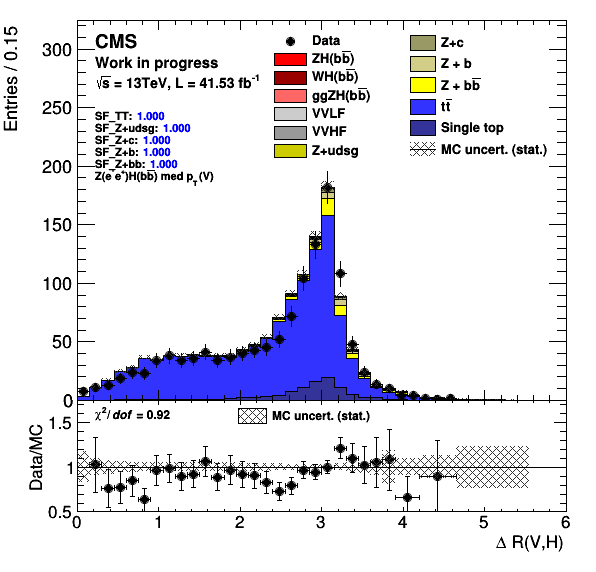 CMS
Work in progress
√s = 13TeV, L = 41.53 fb⁻¹
SF_TT: 1.000
SF_Z+udsg: 1.000
SF_Z+c: 1.000
SF_Z+b: 1.000
SF_Z+bb: 1.000
Z(e⁻e⁺)H(bb̅) med p_T(V)
Data
ZH(bb̅)
WH(bb̅)
ggZH(bb̅)
VVLF
VVHF
Z+udsg
Z+c
Z + b
Z + bb̅
tt̅
Single top
MC uncert. (stat.)
Entries / 0.15
300
250
200
150
100
50
0
χ²/dof = 0.92
MC uncert. (stat.)
Data/MC
1.5
1
0.5
0 1 2 3 4 5 6
Δ R(V,H)